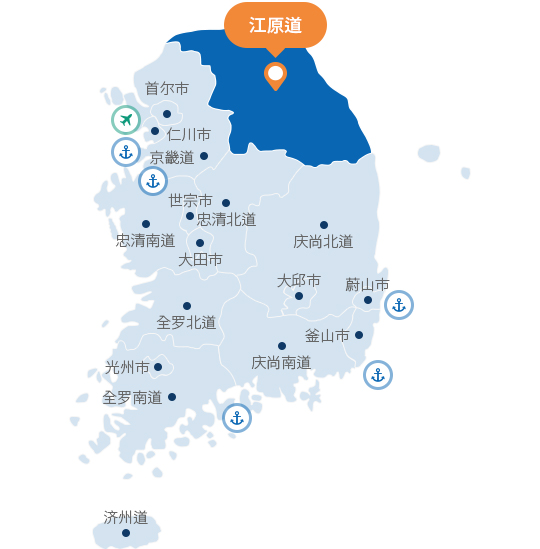 江原道
首尔市
仁川市
京畿道
世宗市
忠清北道
忠清南道
庆尚北道
大田市
大邱市
蔚山市
全罗北道
釜山市
庆尚南道
光州市
全罗南道
济州道